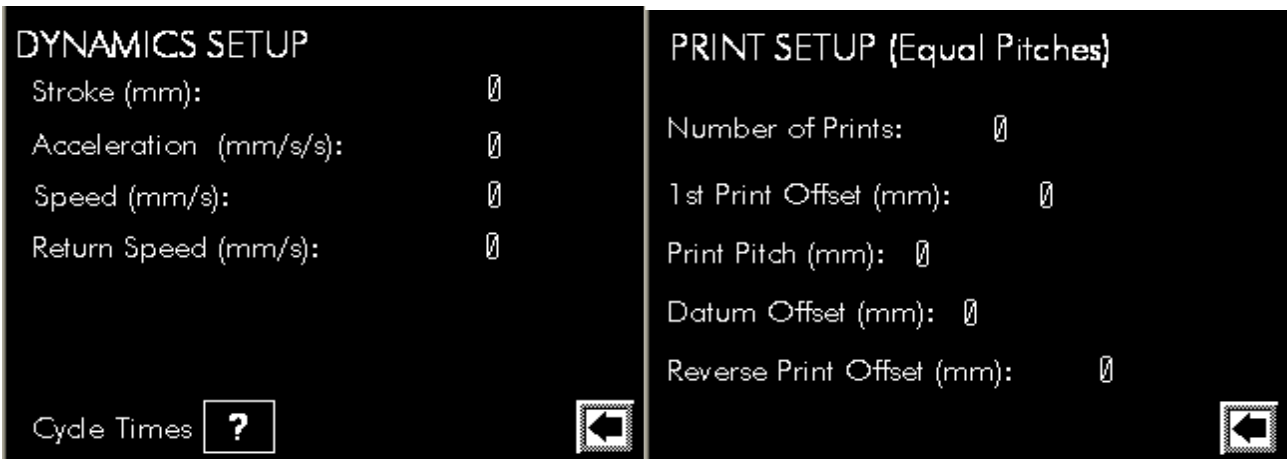 DYNAMICS SETUP
Stroke (mm): 0
Acceleration (mm/s/s): 0
Speed (mm/s): 0
Return Speed (mm/s): 0
Cycle Times ?
PRINT SETUP (Equal Pitches)
Number of Prints: 0
1st Print Offset (mm): 0
Print Pitch (mm): 0
Datum Offset (mm): 0
Reverse Print Offset (mm): 0